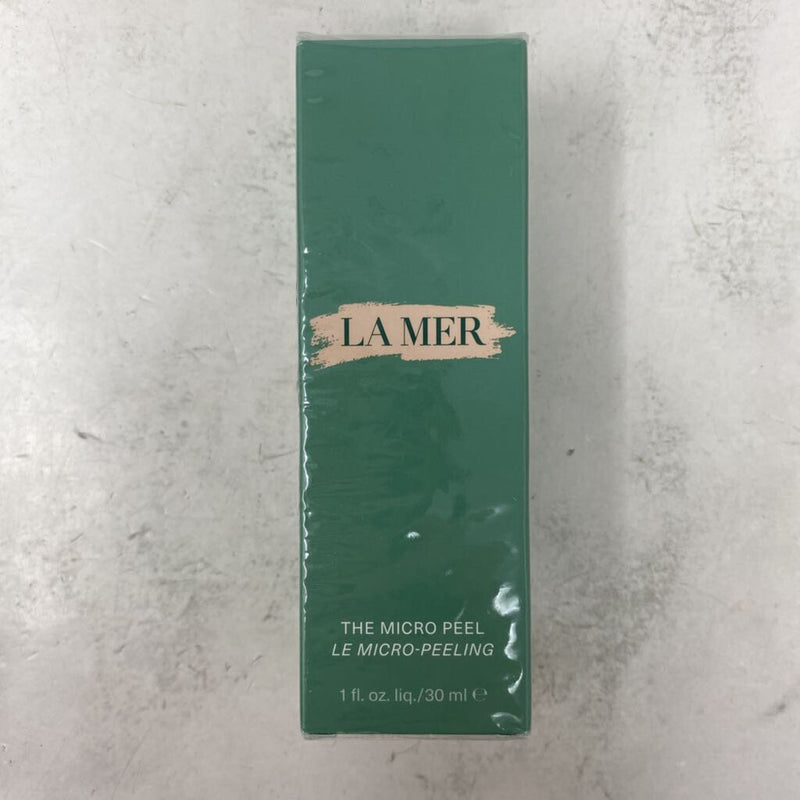 LA MER
THE MICRO PEEL
LE MICRO-PEELING
1 fl. oz. liq./30 ml ℮